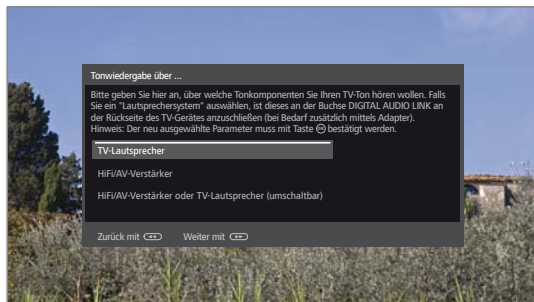 Tonwiedergabe über ...
Bitte geben Sie hier an, über welche Tonkomponenten Sie Ihren TV-Ton hören wollen. Falls
Sie ein "Lautsprechersystem" auswählen, ist dieses an der Buchse DIGITAL AUDIO LINK an
der Rückseite des TV-Gerätes anzuschließen (bei Bedarf zusätzlich mittels Adapter).
Hinweis: Der neu ausgewählte Parameter muss mit Taste OK bestätigt werden.
TV-Lautsprecher
HiFi/AV-Verstärker
HiFi/AV-Verstärker oder TV-Lautsprecher (umschaltbar)
Zurück mit ◀◀ Weiter mit ▶▶